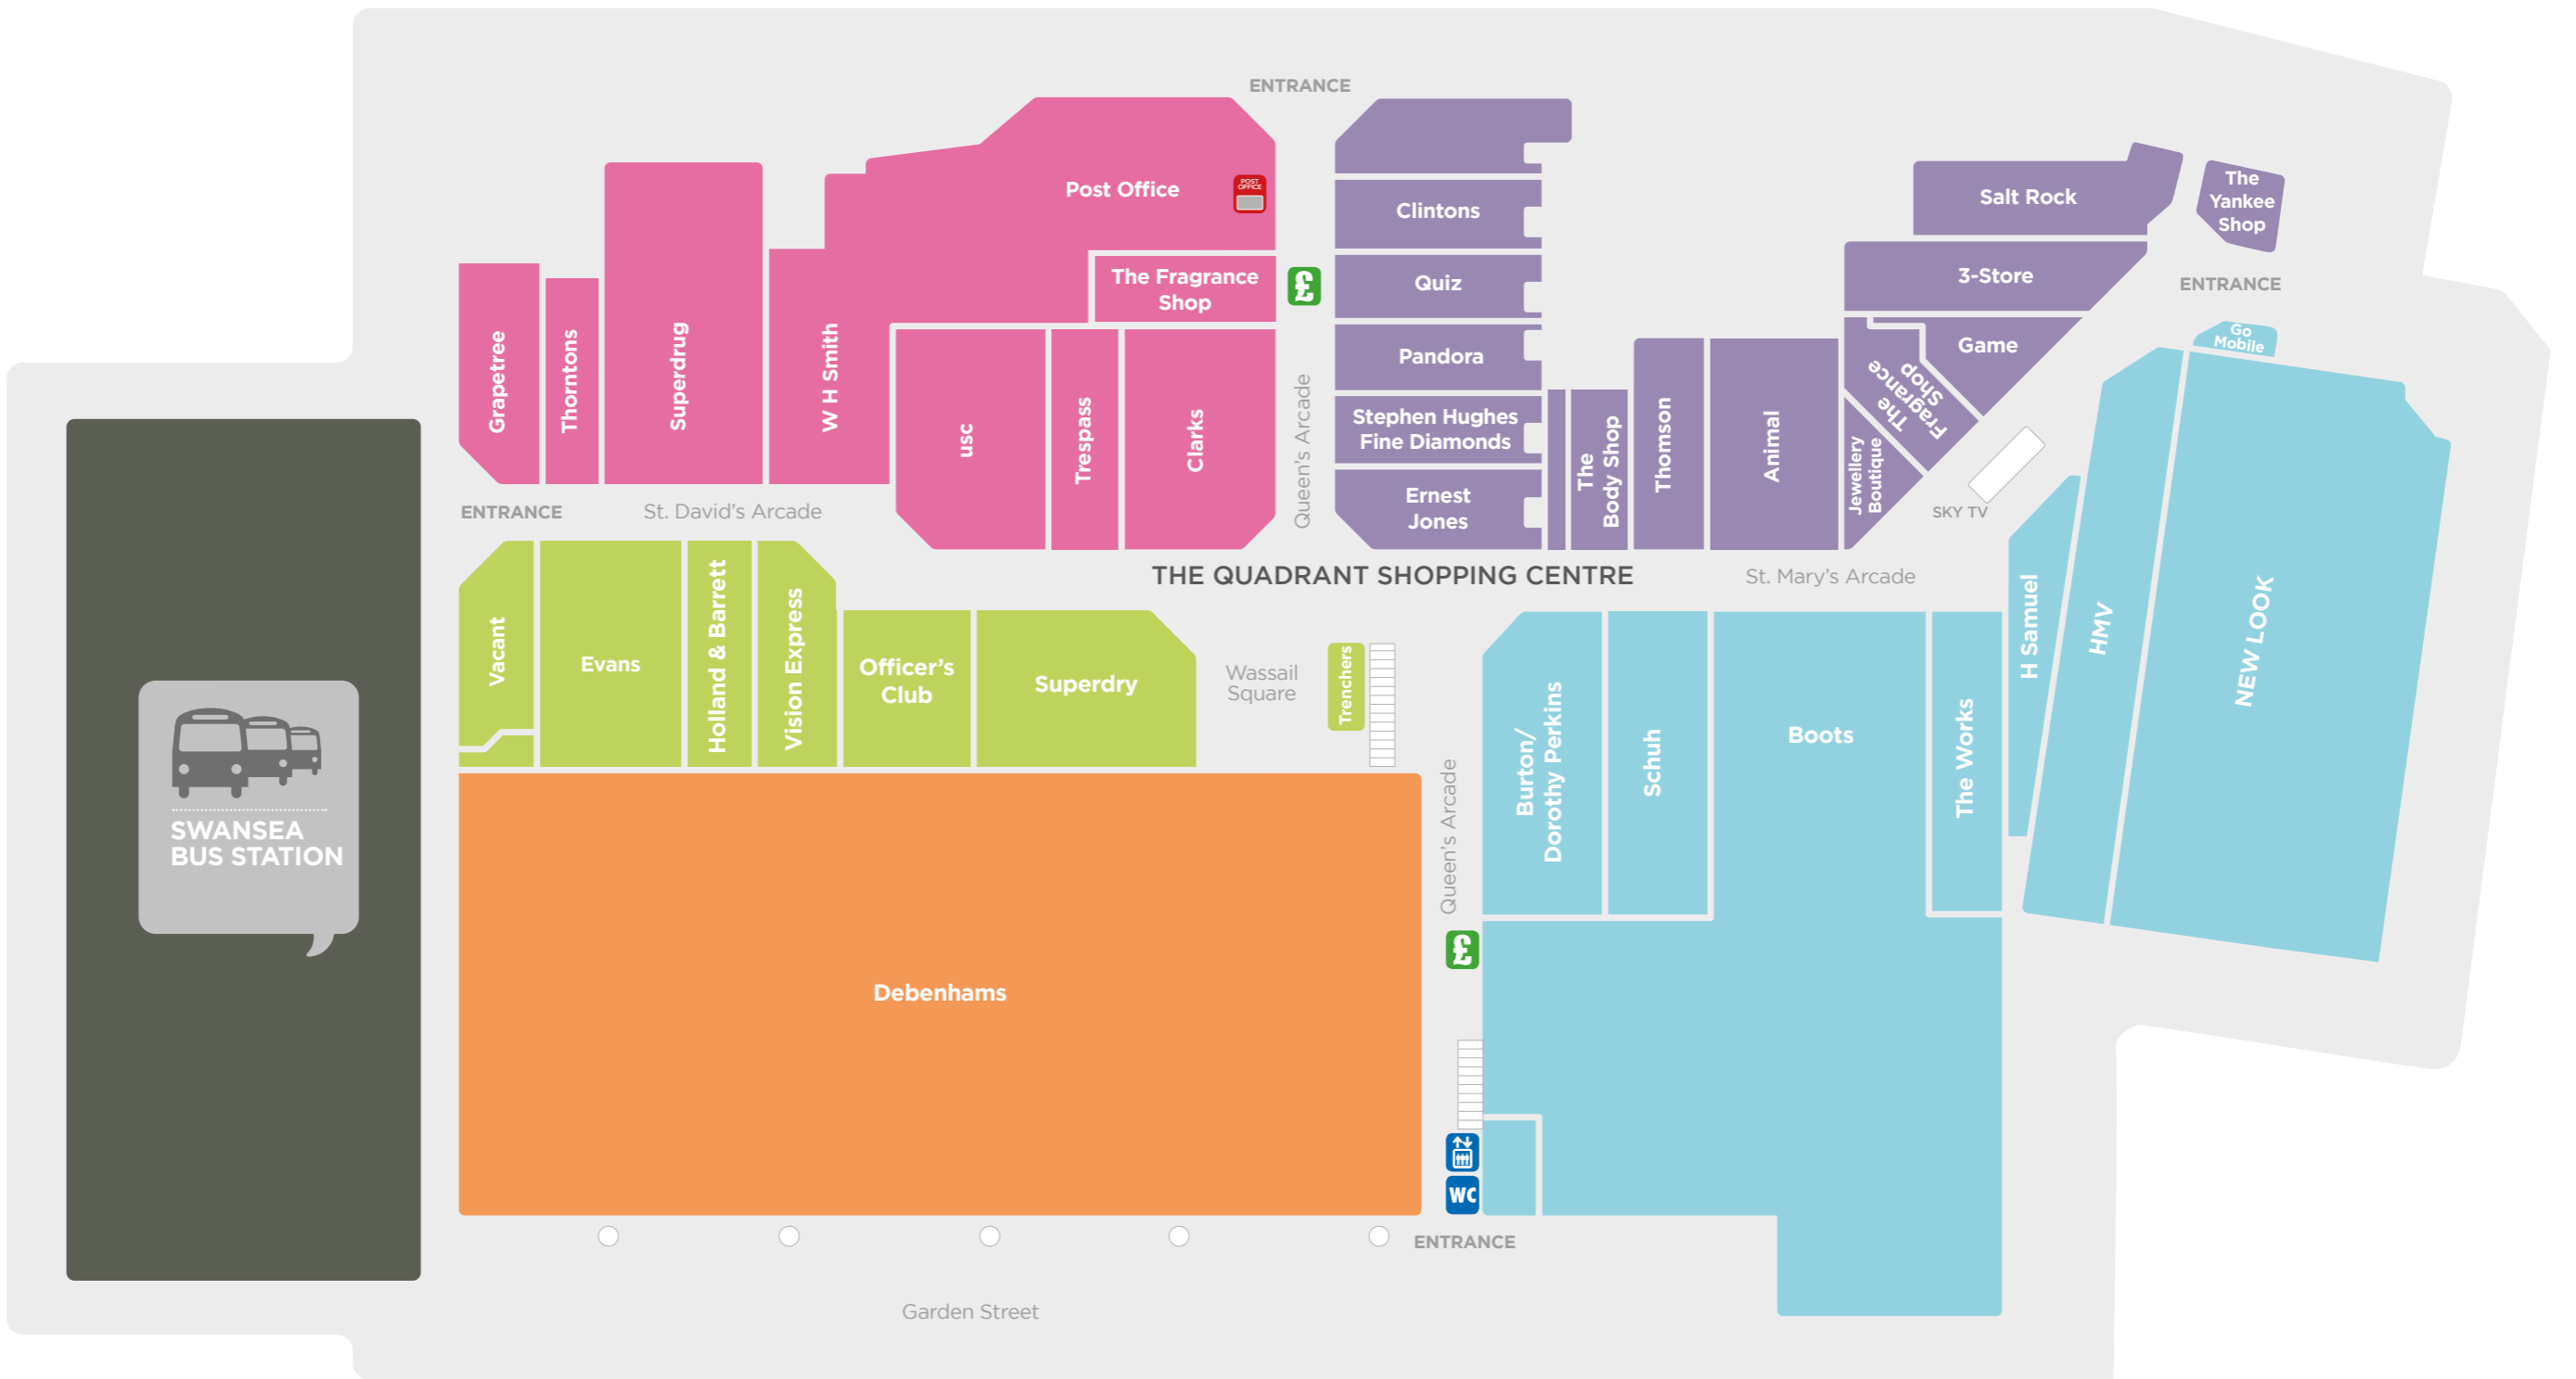 ENTRANCE
Post Office
POST
OFFICE
The Fragrance
Shop
Grapetree
Thorntons
Superdrug
W H Smith
usc
Trespass
Clarks
Queen's Arcade
£
Clintons
Quiz
Pandora
Stephen Hughes
Fine Diamonds
Ernest
Jones
The
Body Shop
Thomson
Animal
Jewellery
Boutique
The
Fragrance
Shop
Game
3-Store
Salt Rock
The
Yankee
Shop
ENTRANCE
Go
Mobile
SKY TV
ENTRANCE
St. David's Arcade
THE QUADRANT SHOPPING CENTRE
St. Mary's Arcade
Vacant
Evans
Holland & Barrett
Vision Express
Officer's
Club
Superdry
Wassail
Square
Trenchers
Burton/
Dorothy Perkins
Schuh
Boots
The Works
H Samuel
HMV
NEW LOOK
SWANSEA
BUS STATION
Debenhams
Queen's Arcade
£
WC
ENTRANCE
Garden Street